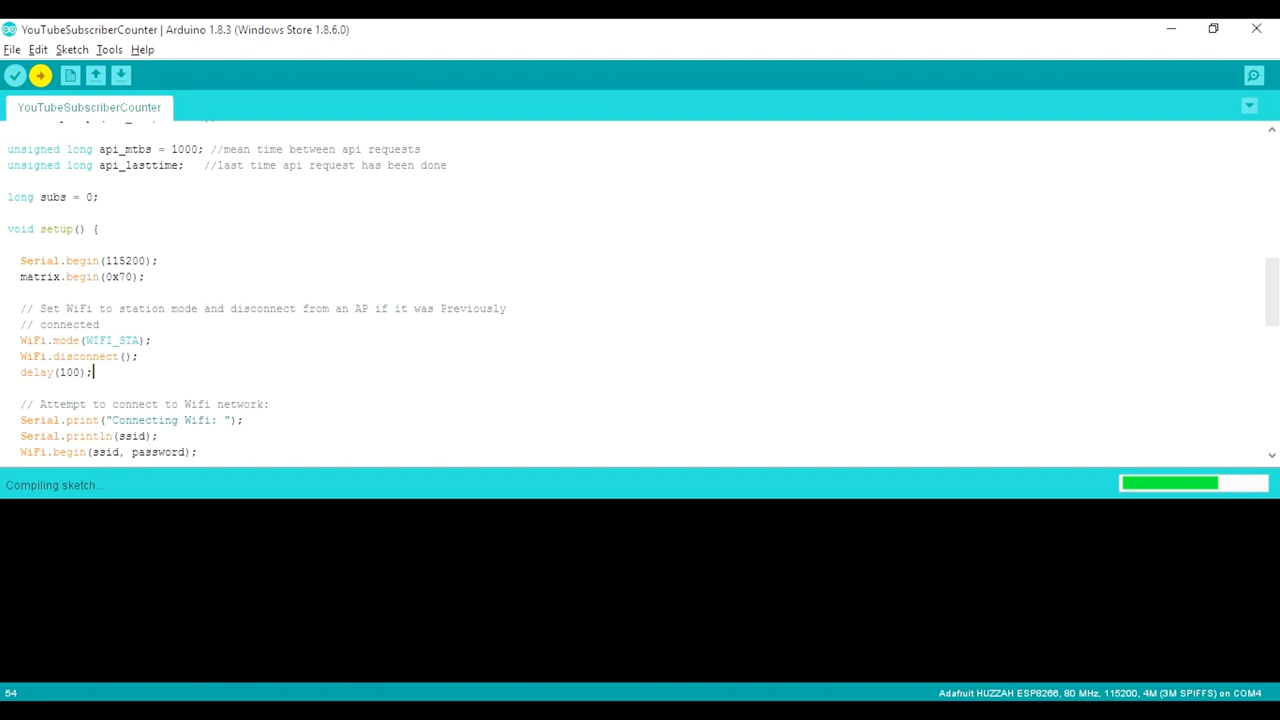 YouTubeSubscriberCounter | Arduino 1.8.3 (Windows Store 1.8.6.0)
File Edit Sketch Tools Help
YouTubeSubscriberCounter
unsigned long api_mtbs = 1000; //mean time between api requests
unsigned long api_lasttime;   //last time api request has been done
long subs = 0;
void setup() {
  Serial.begin(115200);
  matrix.begin(0x70);
  // Set WiFi to station mode and disconnect from an AP if it was Previously
  // connected
  WiFi.mode(WIFI_STA);
  WiFi.disconnect();
  delay(100);
  // Attempt to connect to Wifi network:
  Serial.print("Connecting Wifi: ");
  Serial.println(ssid);
  WiFi.begin(ssid, password);
Compiling sketch...
54
Adafruit HUZZAH ESP8266, 80 MHz, 115200, 4M (3M SPIFFS) on COM4